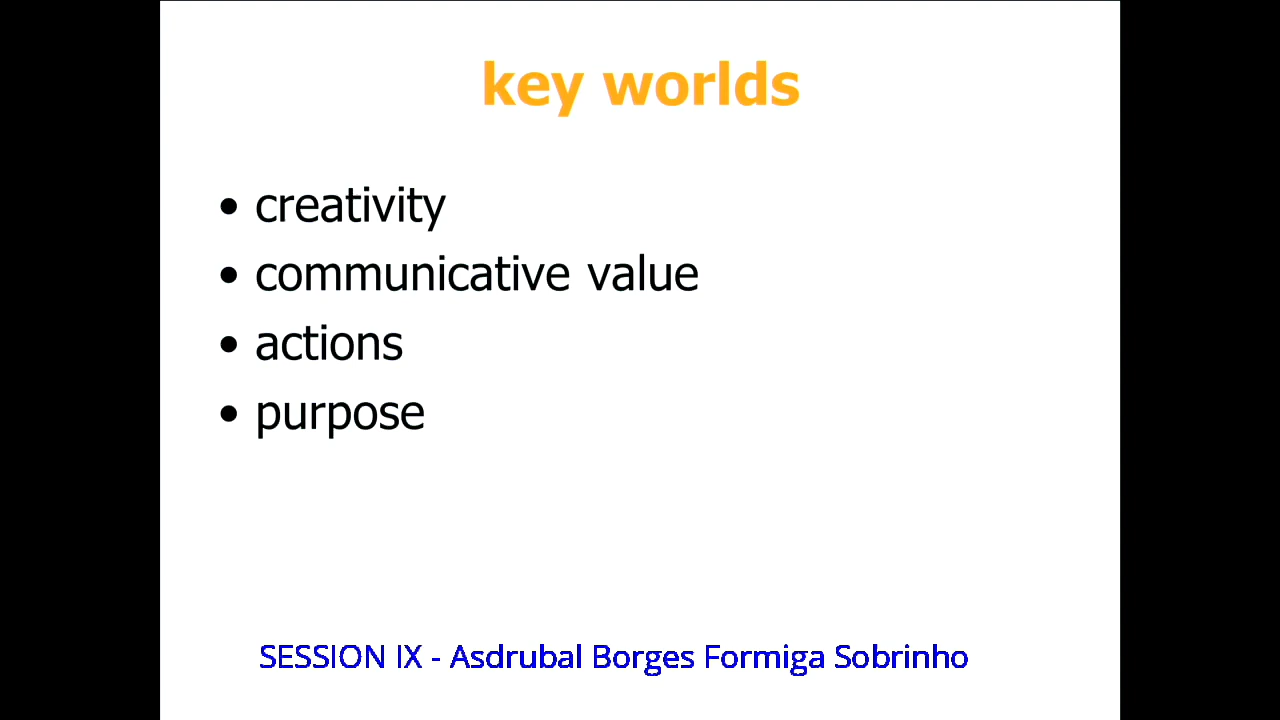 key worlds
• creativity
• communicative value
• actions
• purpose
SESSION IX - Asdrubal Borges Formiga Sobrinho